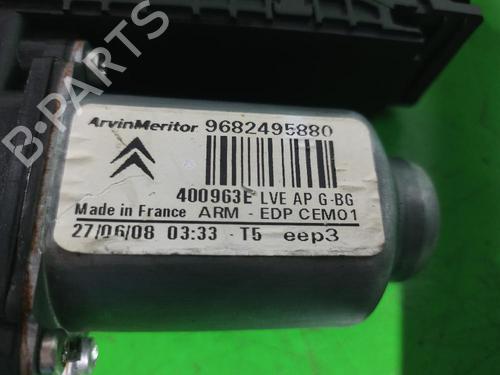 B-PARTS
ArvinMeritor 9682495880
400963E LVE AP G-BG
Made in France ARM - EDP CEM01
27/06/08 03:33 - T5 eep3